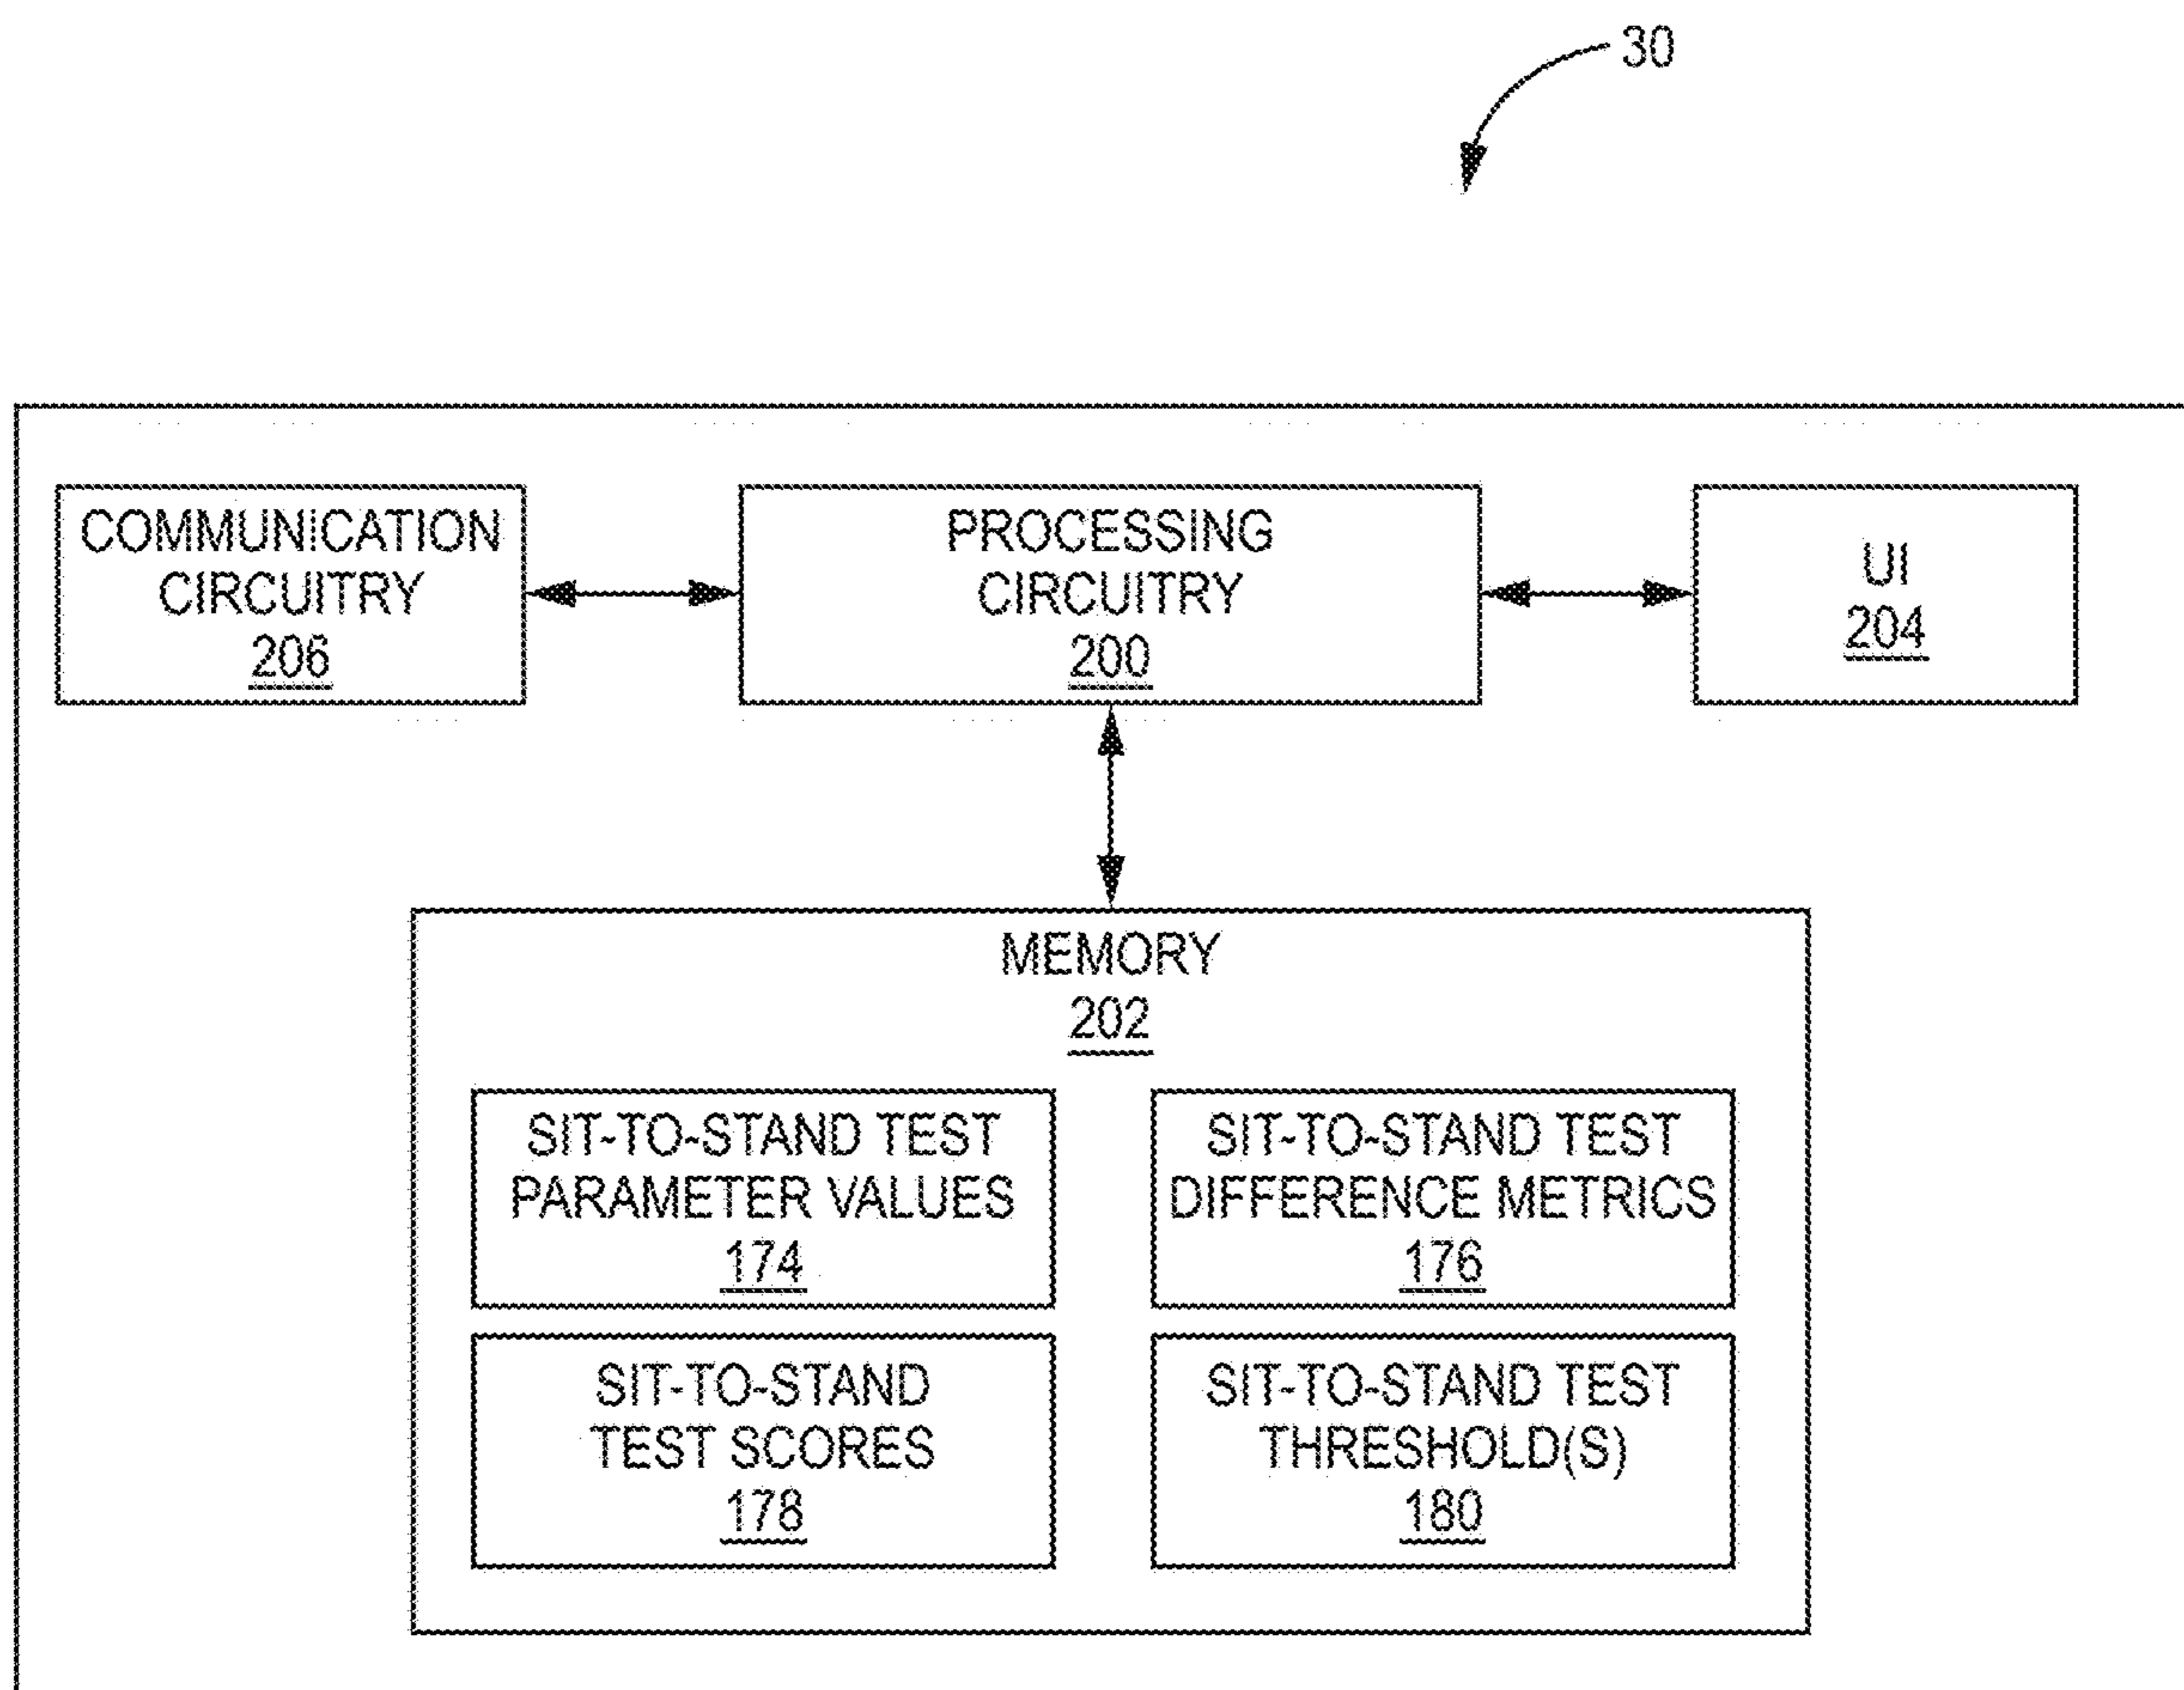 30
COMMUNICATION
CIRCUITRY
206
PROCESSING
CIRCUITRY
200
UI
204
MEMORY
202
SIT-TO-STAND TEST
PARAMETER VALUES
174
SIT-TO-STAND TEST
DIFFERENCE METRICS
176
SIT-TO-STAND
TEST SCORES
178
SIT-TO-STAND TEST
THRESHOLD(S)
180